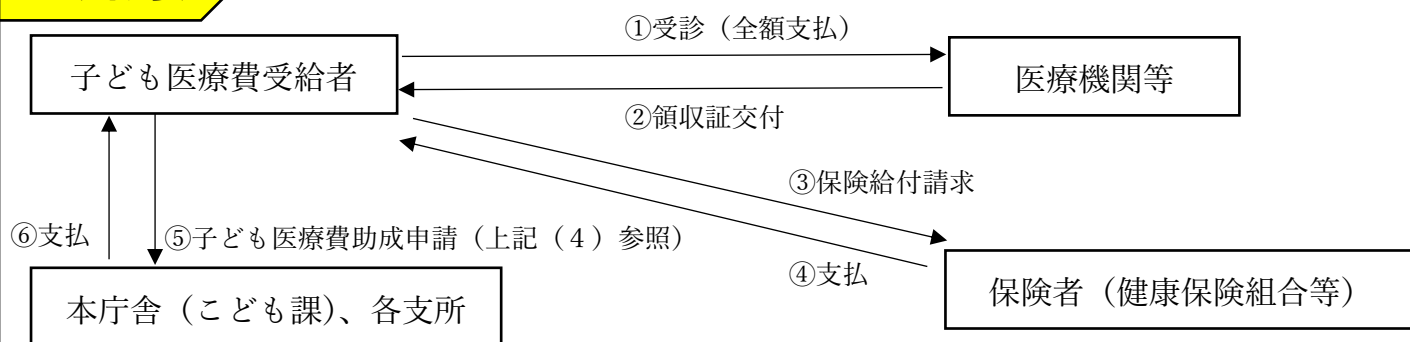 ①受診（全額支払）
子ども医療費受給者
医療機関等
②領収証交付
③保険給付請求
⑥支払
⑤子ども医療費助成申請（上記（４）参照）
④支払
保険者（健康保険組合等）
本庁舎（こども課）、各支所